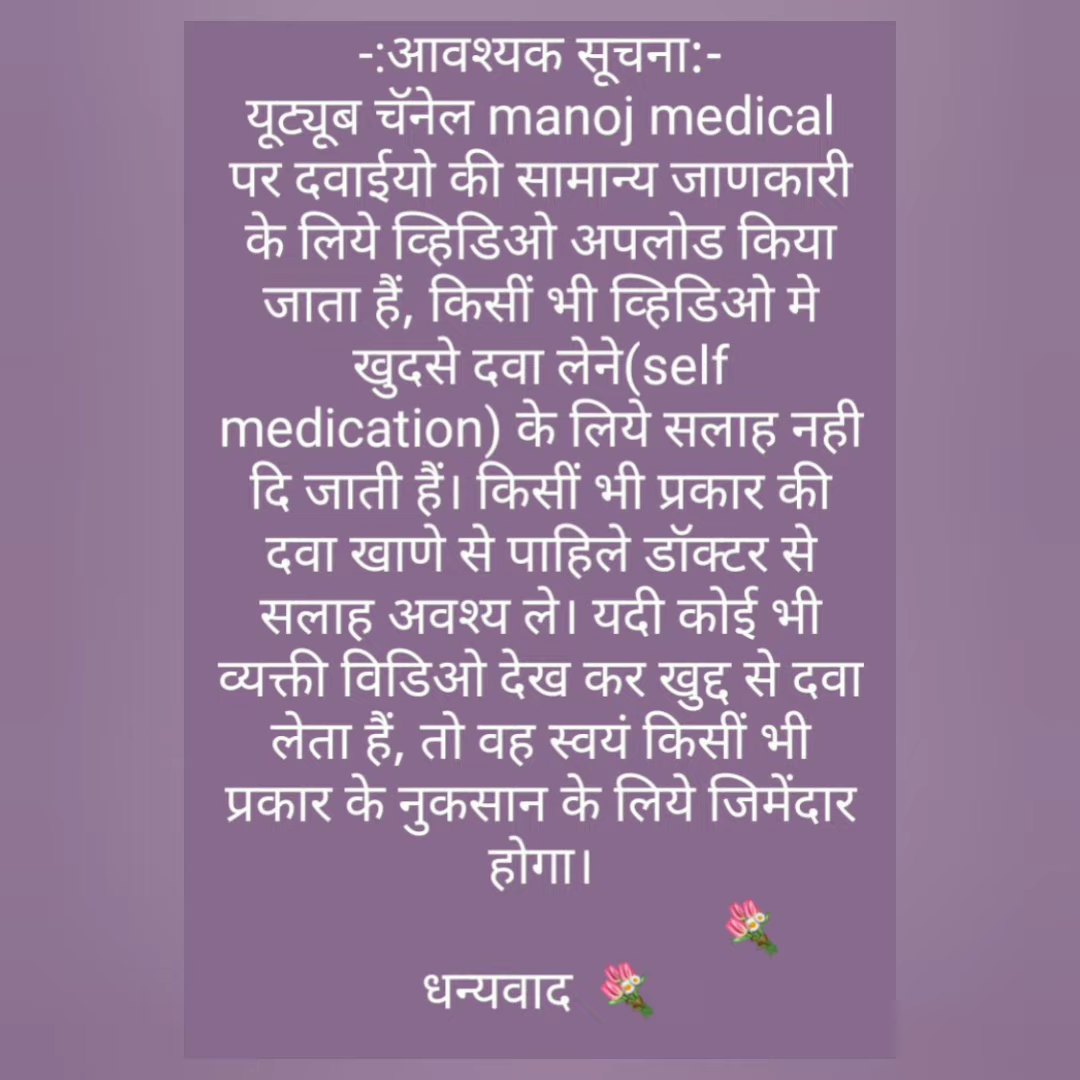 -:आवश्यक सूचना:-
यूट्यूब चॅनेल manoj medical
पर दवाईयो की सामान्य जाणकारी
के लिये व्हिडिओ अपलोड किया
जाता हैं, किसीं भी व्हिडिओ मे
खुदसे दवा लेने(self
medication) के लिये सलाह नही
दि जाती हैं। किसीं भी प्रकार की
दवा खाणे से पाहिले डॉक्टर से
सलाह अवश्य ले। यदी कोई भी
व्यक्ती विडिओ देख कर खुद्द से दवा
लेता हैं, तो वह स्वयं किसीं भी
प्रकार के नुकसान के लिये जिमेंदार
होगा।
💐
धन्यवाद 💐